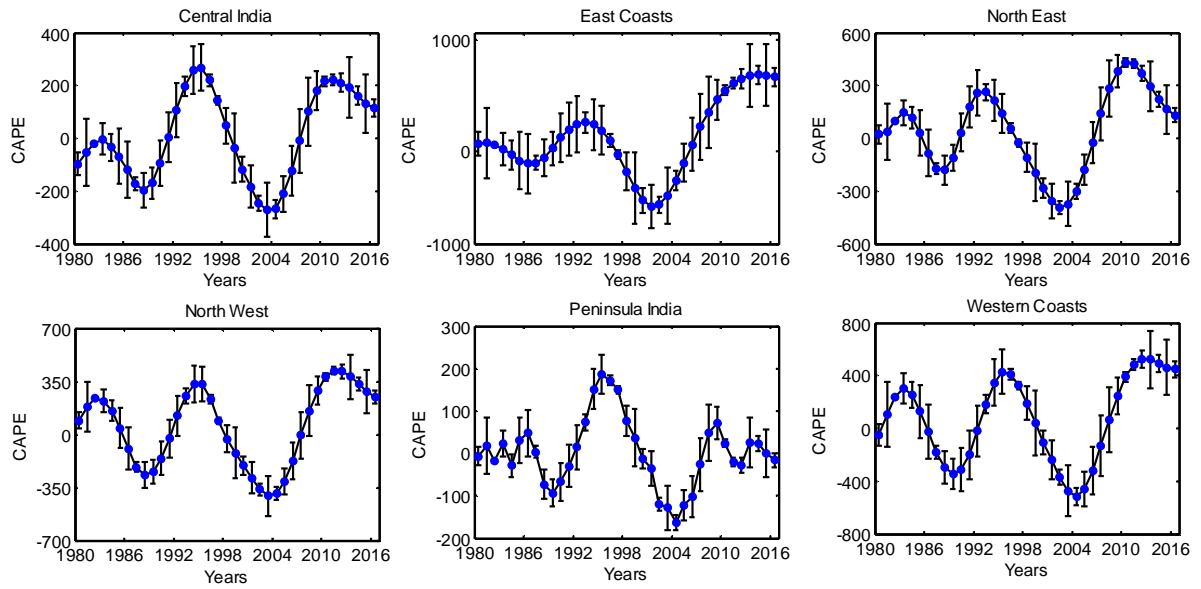 Central India
400
200
0
-200
-400
CAPE
1980 1986 1992 1998 2004 2010 2016
Years
East Coasts
1000
0
-1000
CAPE
1980 1986 1992 1998 2004 2010 2016
Years
North East
600
300
0
-300
-600
CAPE
1980 1986 1992 1998 2004 2010 2016
Years
North West
700
350
0
-350
-700
CAPE
1980 1986 1992 1998 2004 2010 2016
Years
Peninsula India
300
200
100
0
-100
-200
CAPE
1980 1986 1992 1998 2004 2010 2016
Years
Western Coasts
800
400
0
-400
-800
CAPE
1980 1986 1992 1998 2004 2010 2016
Years